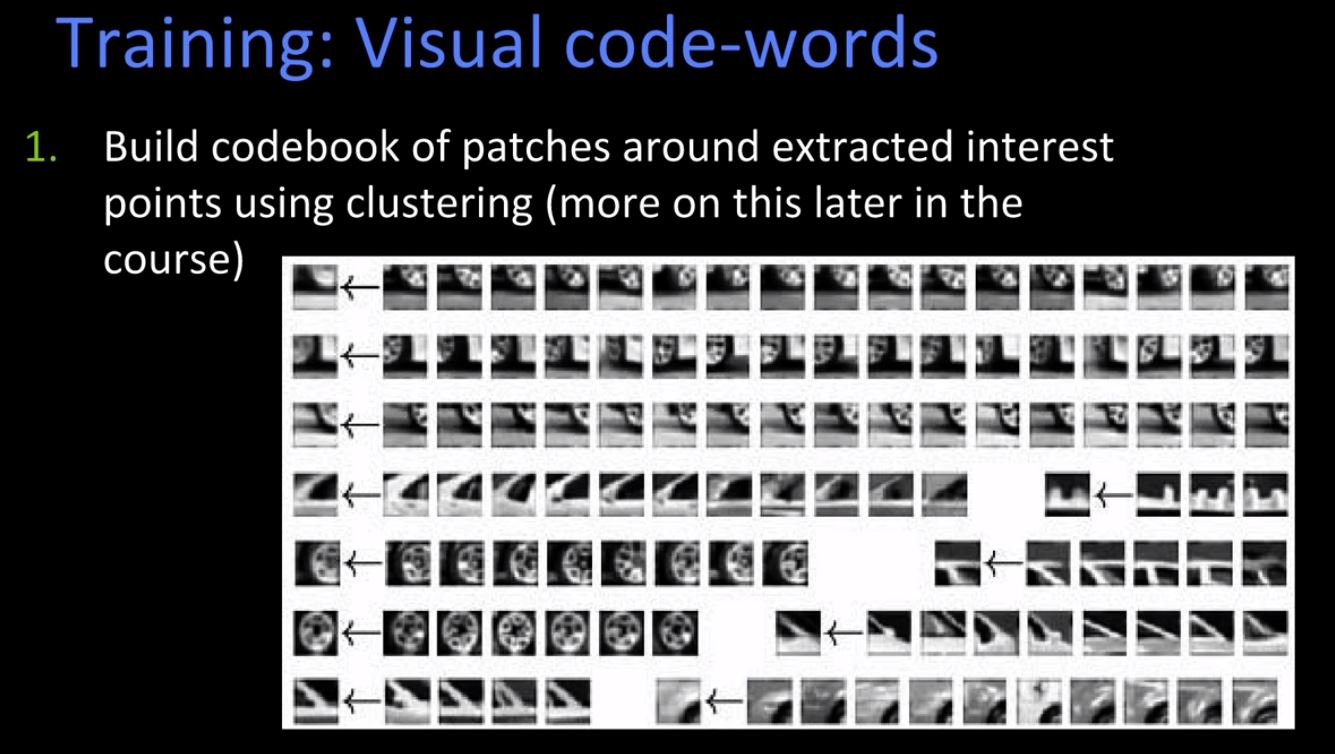 Training: Visual code-words
1. Build codebook of patches around extracted interest
points using clustering (more on this later in the
course)